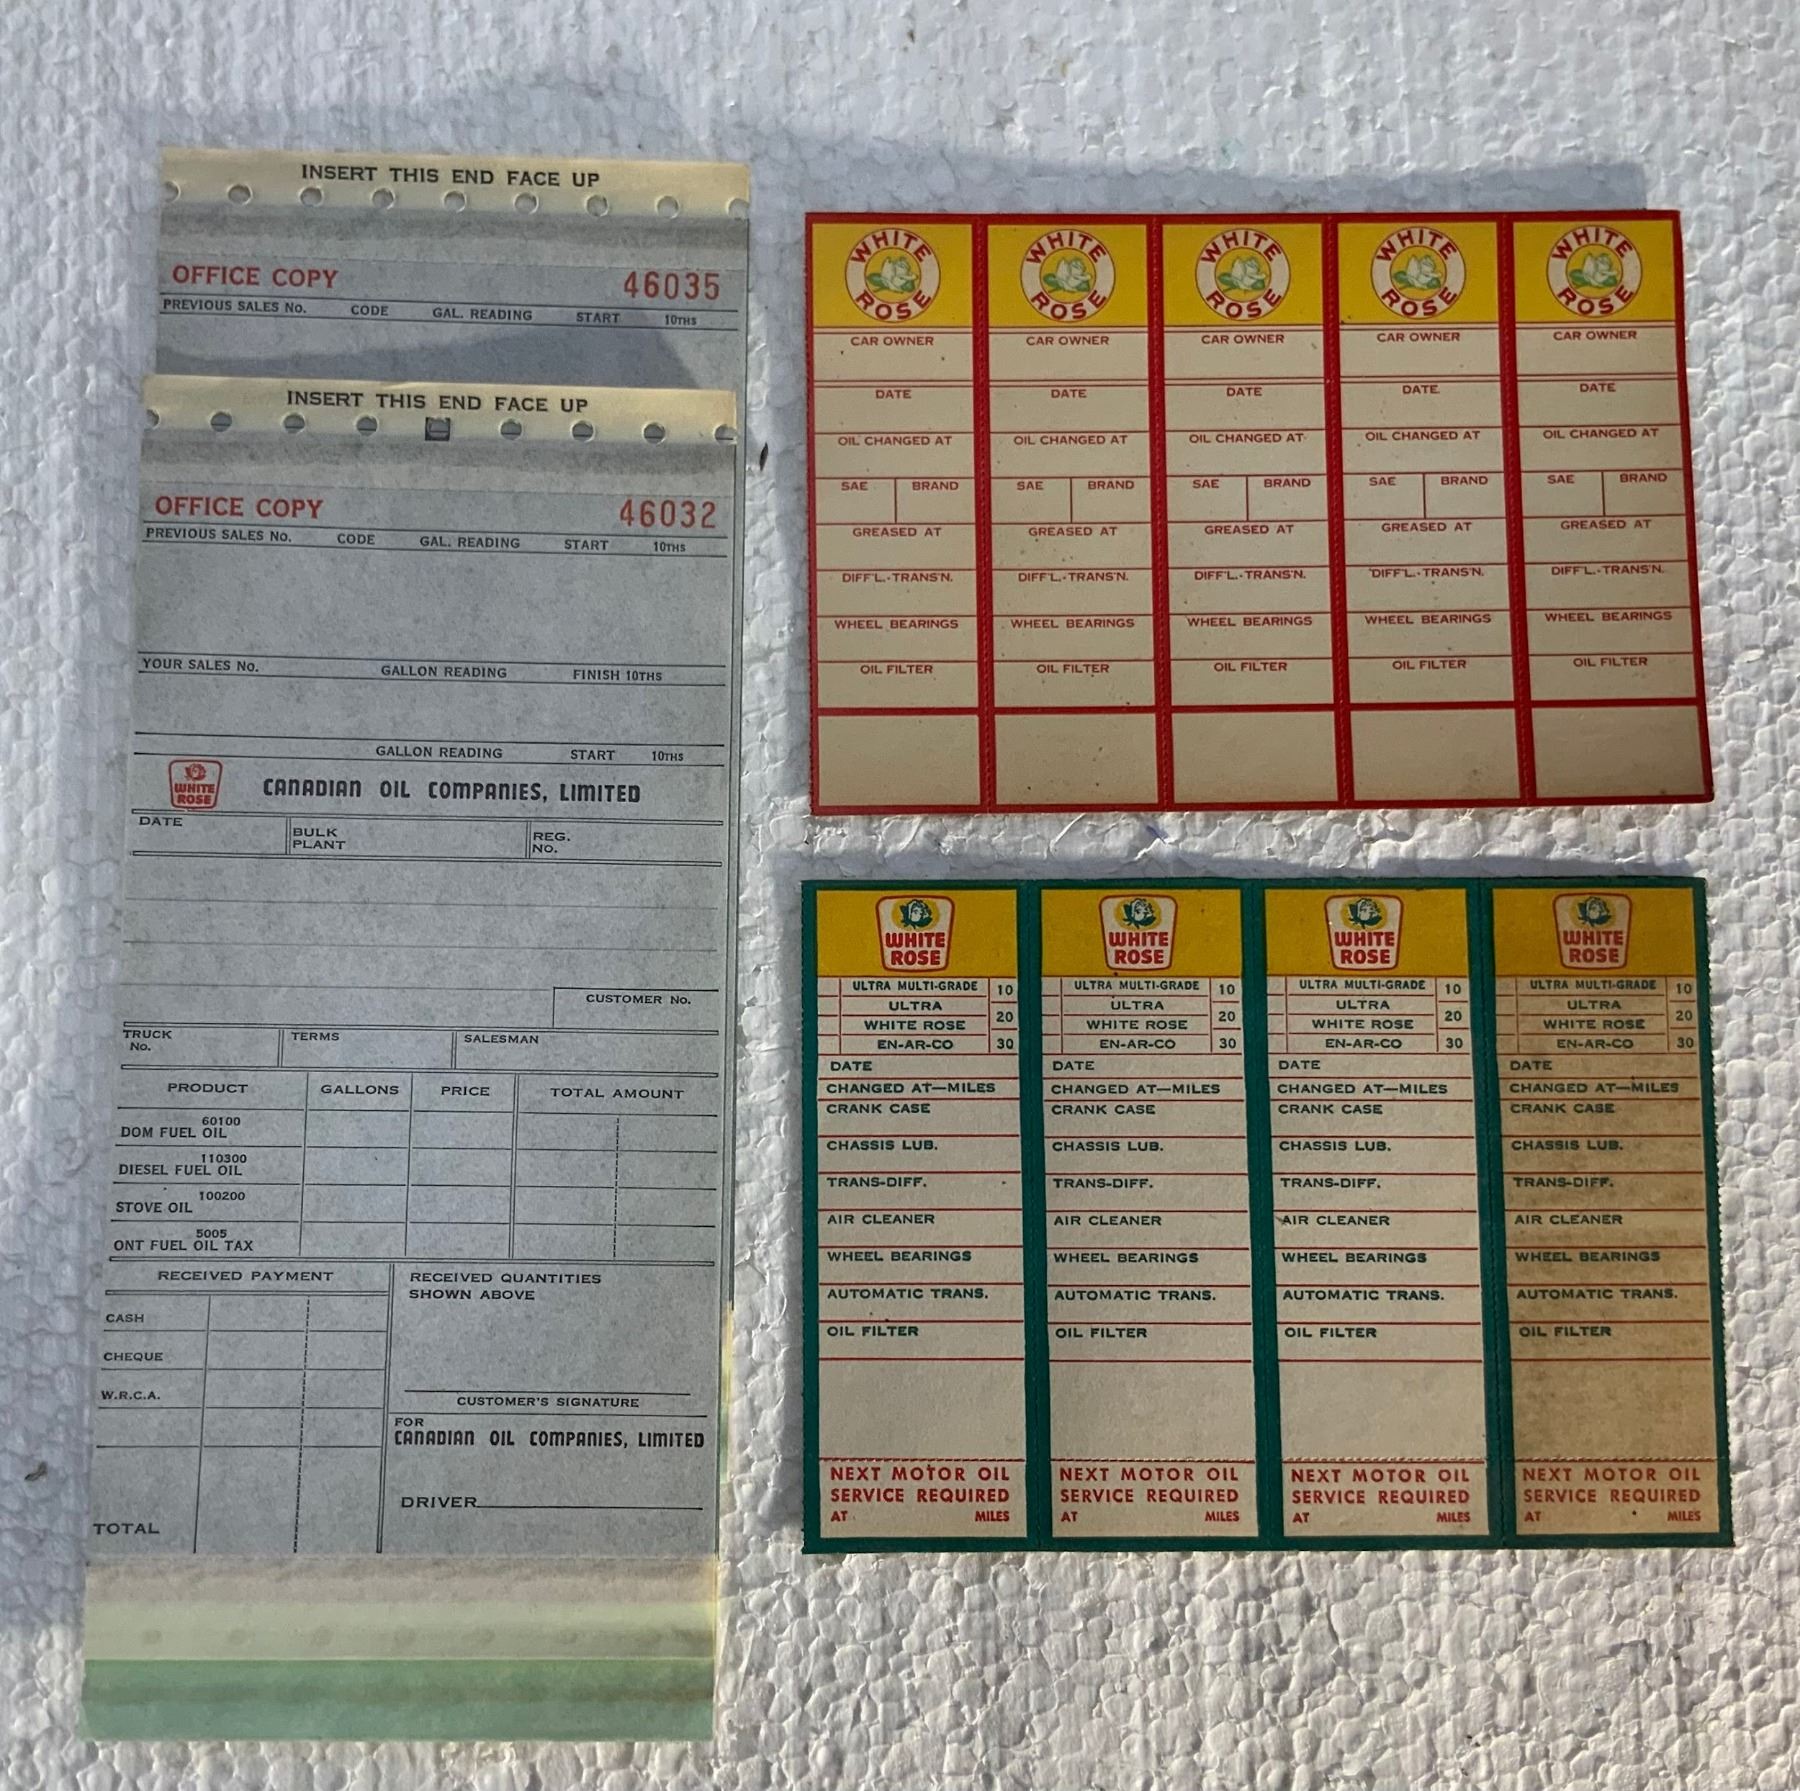 INSERT THIS END FACE UP
OFFICE COPY 46035
PREVIOUS SALES No. CODE GAL. READING START 10THS
INSERT THIS END FACE UP
OFFICE COPY 46032
PREVIOUS SALES No. CODE GAL. READING START 10THS
YOUR SALES No. GALLON READING FINISH 10THS
GALLON READING START 10THS
WHITE
ROSE
CANADIAN OIL COMPANIES, LIMITED
DATE BULK PLANT REG. NO.
CUSTOMER No.
TRUCK No. TERMS SALESMAN
PRODUCT GALLONS PRICE TOTAL AMOUNT
60100
DOM FUEL OIL
110300
DIESEL FUEL OIL
100200
STOVE OIL
5005
ONT FUEL OIL TAX
RECEIVED PAYMENT
CASH
CHEQUE
W.R.C.A.
TOTAL
RECEIVED QUANTITIES
SHOWN ABOVE
CUSTOMER'S SIGNATURE
FOR
CANADIAN OIL COMPANIES, LIMITED
DRIVER
WHITE ROSE WHITE ROSE WHITE ROSE WHITE ROSE WHITE ROSE
CAR OWNER CAR OWNER CAR OWNER CAR OWNER CAR OWNER
DATE DATE DATE DATE DATE
OIL CHANGED AT OIL CHANGED AT OIL CHANGED AT OIL CHANGED AT OIL CHANGED AT
SAE BRAND SAE BRAND SAE BRAND SAE BRAND SAE BRAND
GREASED AT GREASED AT GREASED AT GREASED AT GREASED AT
DIFF'L.-TRANS'N. DIFF'L.-TRANS'N. DIFF'L.-TRANS'N. DIFF'L.-TRANS'N. DIFF'L.-TRANS'N.
WHEEL BEARINGS WHEEL BEARINGS WHEEL BEARINGS WHEEL BEARINGS WHEEL BEARINGS
OIL FILTER OIL FILTER OIL FILTER OIL FILTER OIL FILTER
WHITE WHITE WHITE WHITE
ROSE ROSE ROSE ROSE
ULTRA MULTI-GRADE 10 ULTRA MULTI-GRADE 10 ULTRA MULTI-GRADE 10 ULTRA MULTI-GRADE 10
ULTRA ULTRA ULTRA ULTRA
WHITE ROSE 20 WHITE ROSE 20 WHITE ROSE 20 WHITE ROSE 20
EN-AR-CO 30 EN-AR-CO 30 EN-AR-CO 30 EN-AR-CO 30
DATE DATE DATE DATE
CHANGED AT—MILES CHANGED AT—MILES CHANGED AT—MILES CHANGED AT—MILES
CRANK CASE CRANK CASE CRANK CASE CRANK CASE
CHASSIS LUB. CHASSIS LUB. CHASSIS LUB. CHASSIS LUB.
TRANS-DIFF. TRANS-DIFF. TRANS-DIFF. TRANS-DIFF.
AIR CLEANER AIR CLEANER AIR CLEANER AIR CLEANER
WHEEL BEARINGS WHEEL BEARINGS WHEEL BEARINGS WHEEL BEARINGS
AUTOMATIC TRANS. AUTOMATIC TRANS. AUTOMATIC TRANS. AUTOMATIC TRANS.
OIL FILTER OIL FILTER OIL FILTER OIL FILTER
NEXT MOTOR OIL NEXT MOTOR OIL NEXT MOTOR OIL NEXT MOTOR OIL
SERVICE REQUIRED SERVICE REQUIRED SERVICE REQUIRED SERVICE REQUIRED
AT MILES AT MILES AT MILES AT MILES